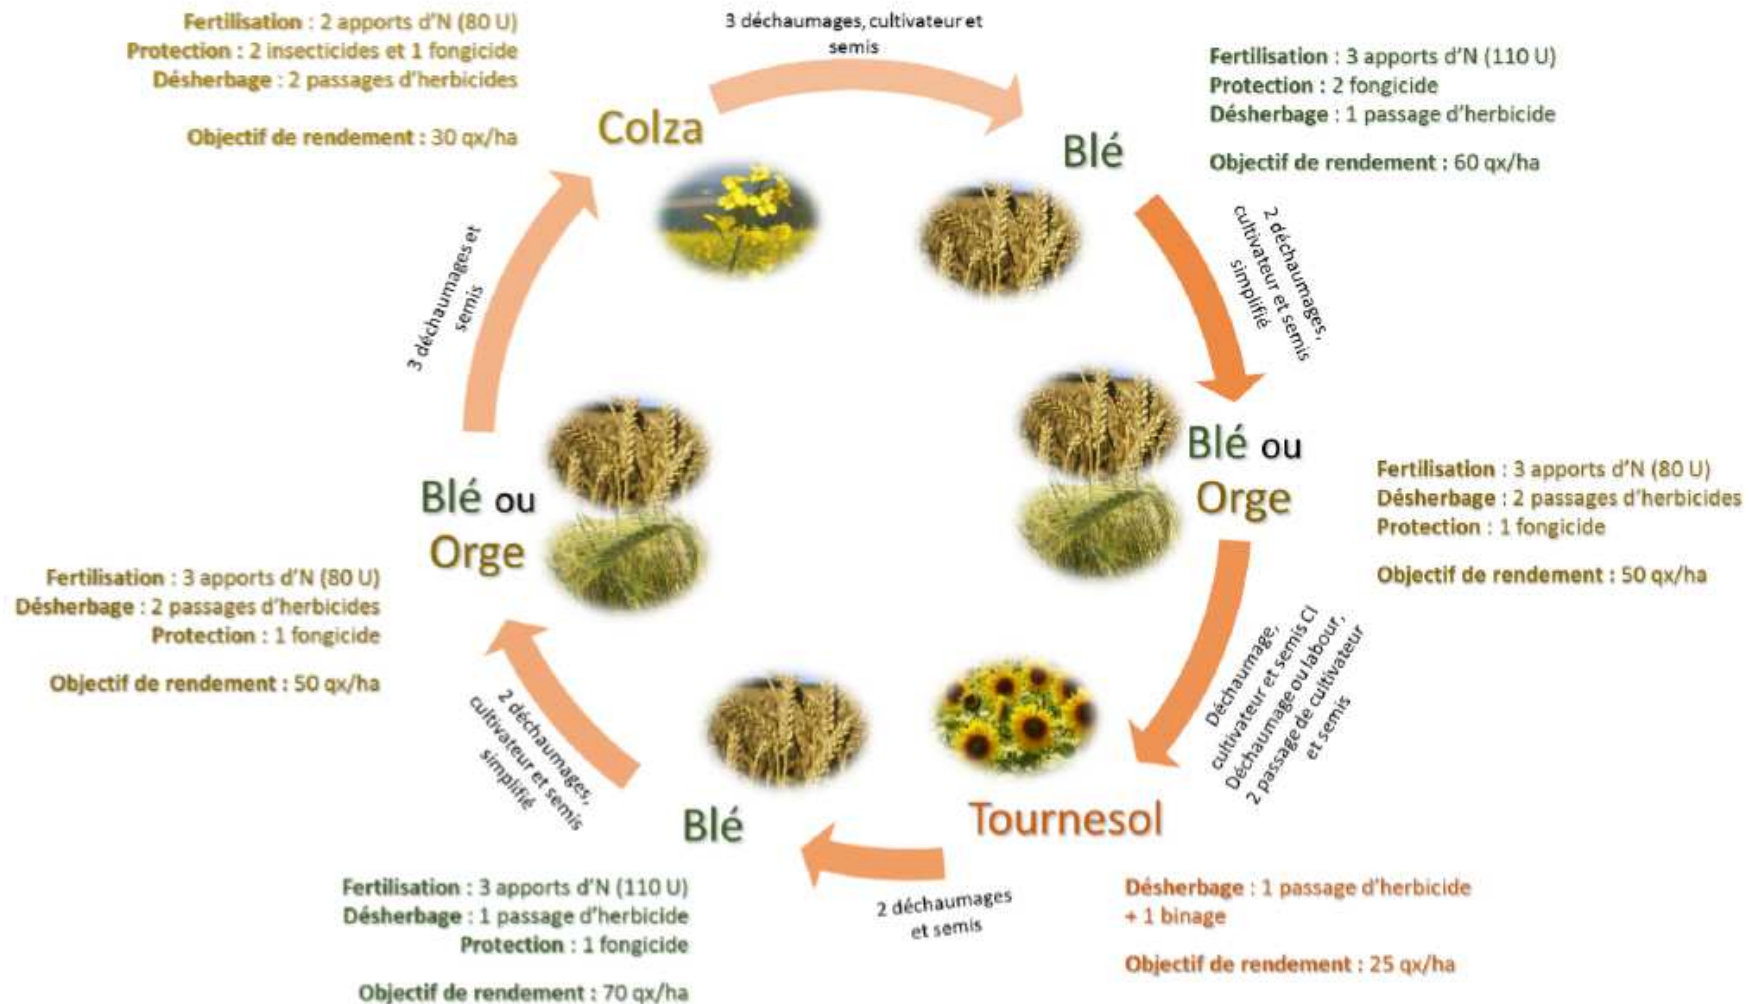 Fertilisation : 2 apports d'N (80 U)
Protection : 2 insecticides et 1 fongicide
Désherbage : 2 passages d'herbicides
Objectif de rendement : 30 qx/ha
Colza
3 déchaumages, cultivateur et
semis
Fertilisation : 3 apports d'N (110 U)
Protection : 2 fongicide
Désherbage : 1 passage d'herbicide
Objectif de rendement : 60 qx/ha
Blé
2 déchaumages,
cultivateur et semis
simplifié
Blé ou
Orge
Fertilisation : 3 apports d'N (80 U)
Désherbage : 2 passages d'herbicides
Protection : 1 fongicide
Objectif de rendement : 50 qx/ha
Déchaumage,
cultivateur et semis CI
Déchaumage ou labour,
2 passage de cultivateur
et semis
Tournesol
Désherbage : 1 passage d'herbicide
+ 1 binage
Objectif de rendement : 25 qx/ha
2 déchaumages
et semis
Blé
Fertilisation : 3 apports d'N (110 U)
Désherbage : 1 passage d'herbicide
Protection : 1 fongicide
Objectif de rendement : 70 qx/ha
2 déchaumages,
cultivateur et semis
simplifié
Blé ou
Orge
Fertilisation : 3 apports d'N (80 U)
Désherbage : 2 passages d'herbicides
Protection : 1 fongicide
Objectif de rendement : 50 qx/ha
3 déchaumages et
semis